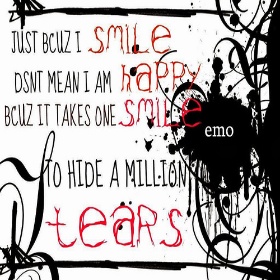 JUST BCUZ I SMILE
DSNT MEAN I AM HAPPY
BCUZ IT TAKES ONE SMILE
emo
TO HIDE A MILLION
TEARS